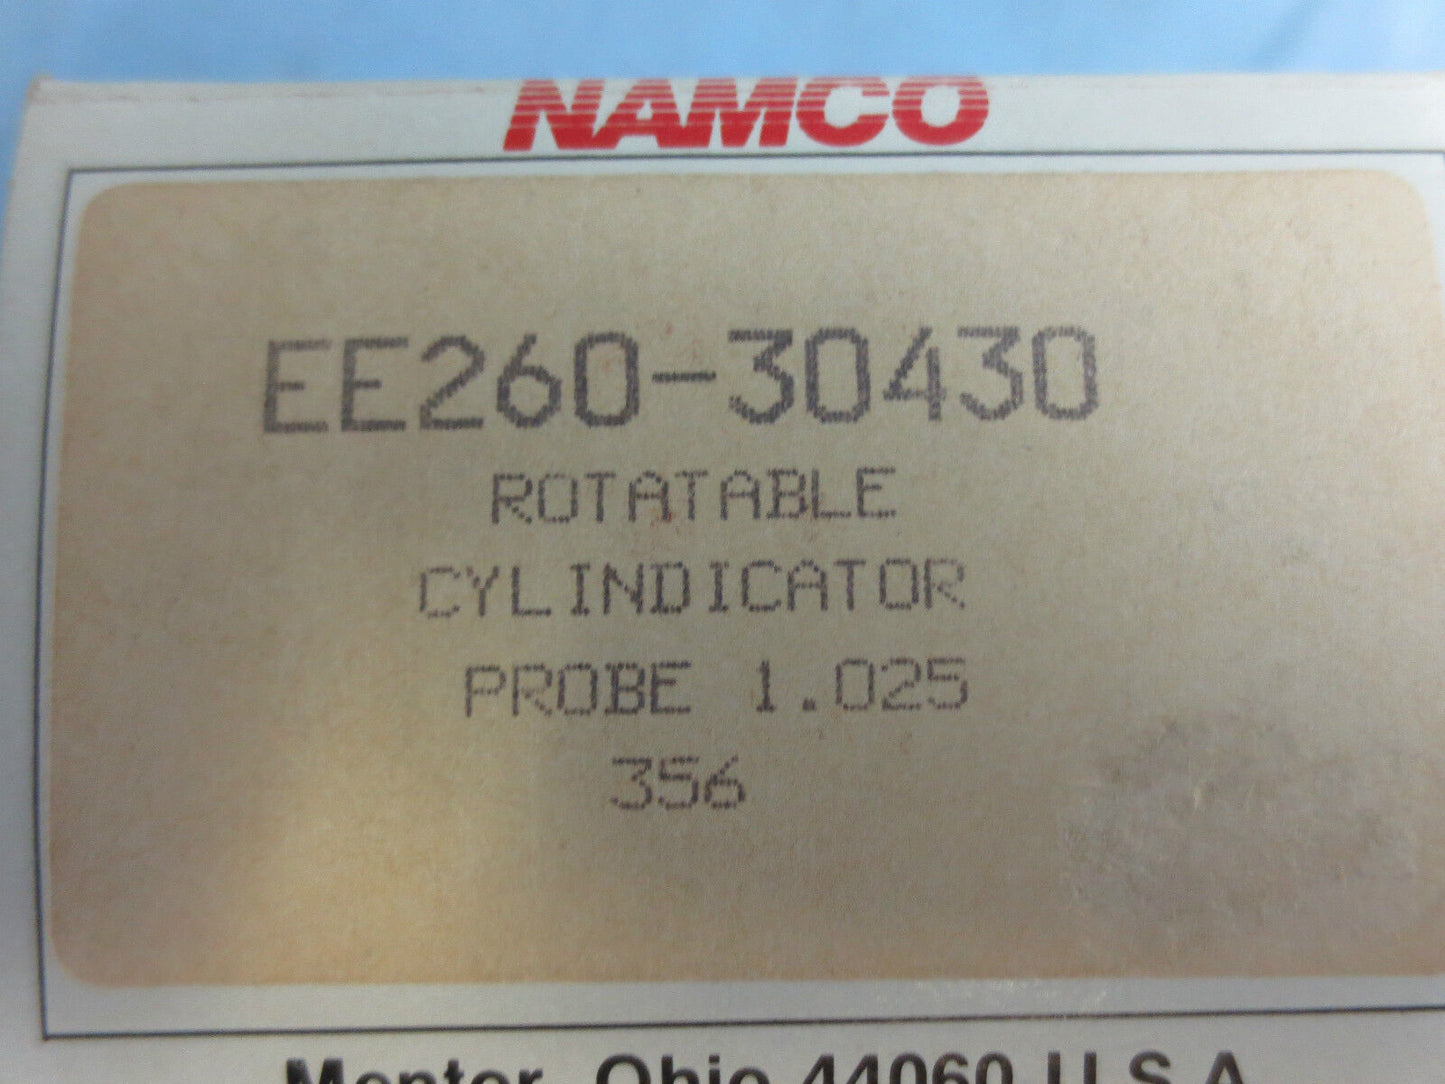 NAMCO
EE260-30430
ROTATABLE
CYLINDICATOR
PROBE 1.025
356
Mentor, Ohio 44060 U.S.A.